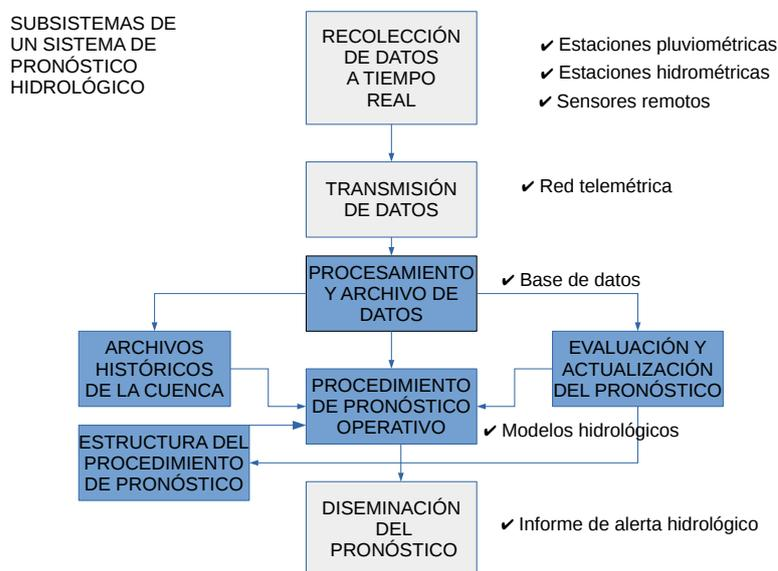 SUBSISTEMAS DE
UN SISTEMA DE
PRONÓSTICO
HIDROLÓGICO
RECOLECCIÓN
DE DATOS
A TIEMPO
REAL
✔ Estaciones pluviométricas
✔ Estaciones hidrométricas
✔ Sensores remotos
TRANSMISIÓN
DE DATOS
✔ Red telemétrica
PROCESAMIENTO
Y ARCHIVO DE
DATOS
✔ Base de datos
ARCHIVOS
HISTÓRICOS
DE LA CUENCA
PROCEDIMIENTO
DE PRONÓSTICO
OPERATIVO
EVALUACIÓN Y
ACTUALIZACIÓN
DEL PRONÓSTICO
✔ Modelos hidrológicos
ESTRUCTURA DEL
PROCEDIMIENTO
DE PRONÓSTICO
DISEMINACIÓN
DEL
PRONÓSTICO
✔ Informe de alerta hidrológico